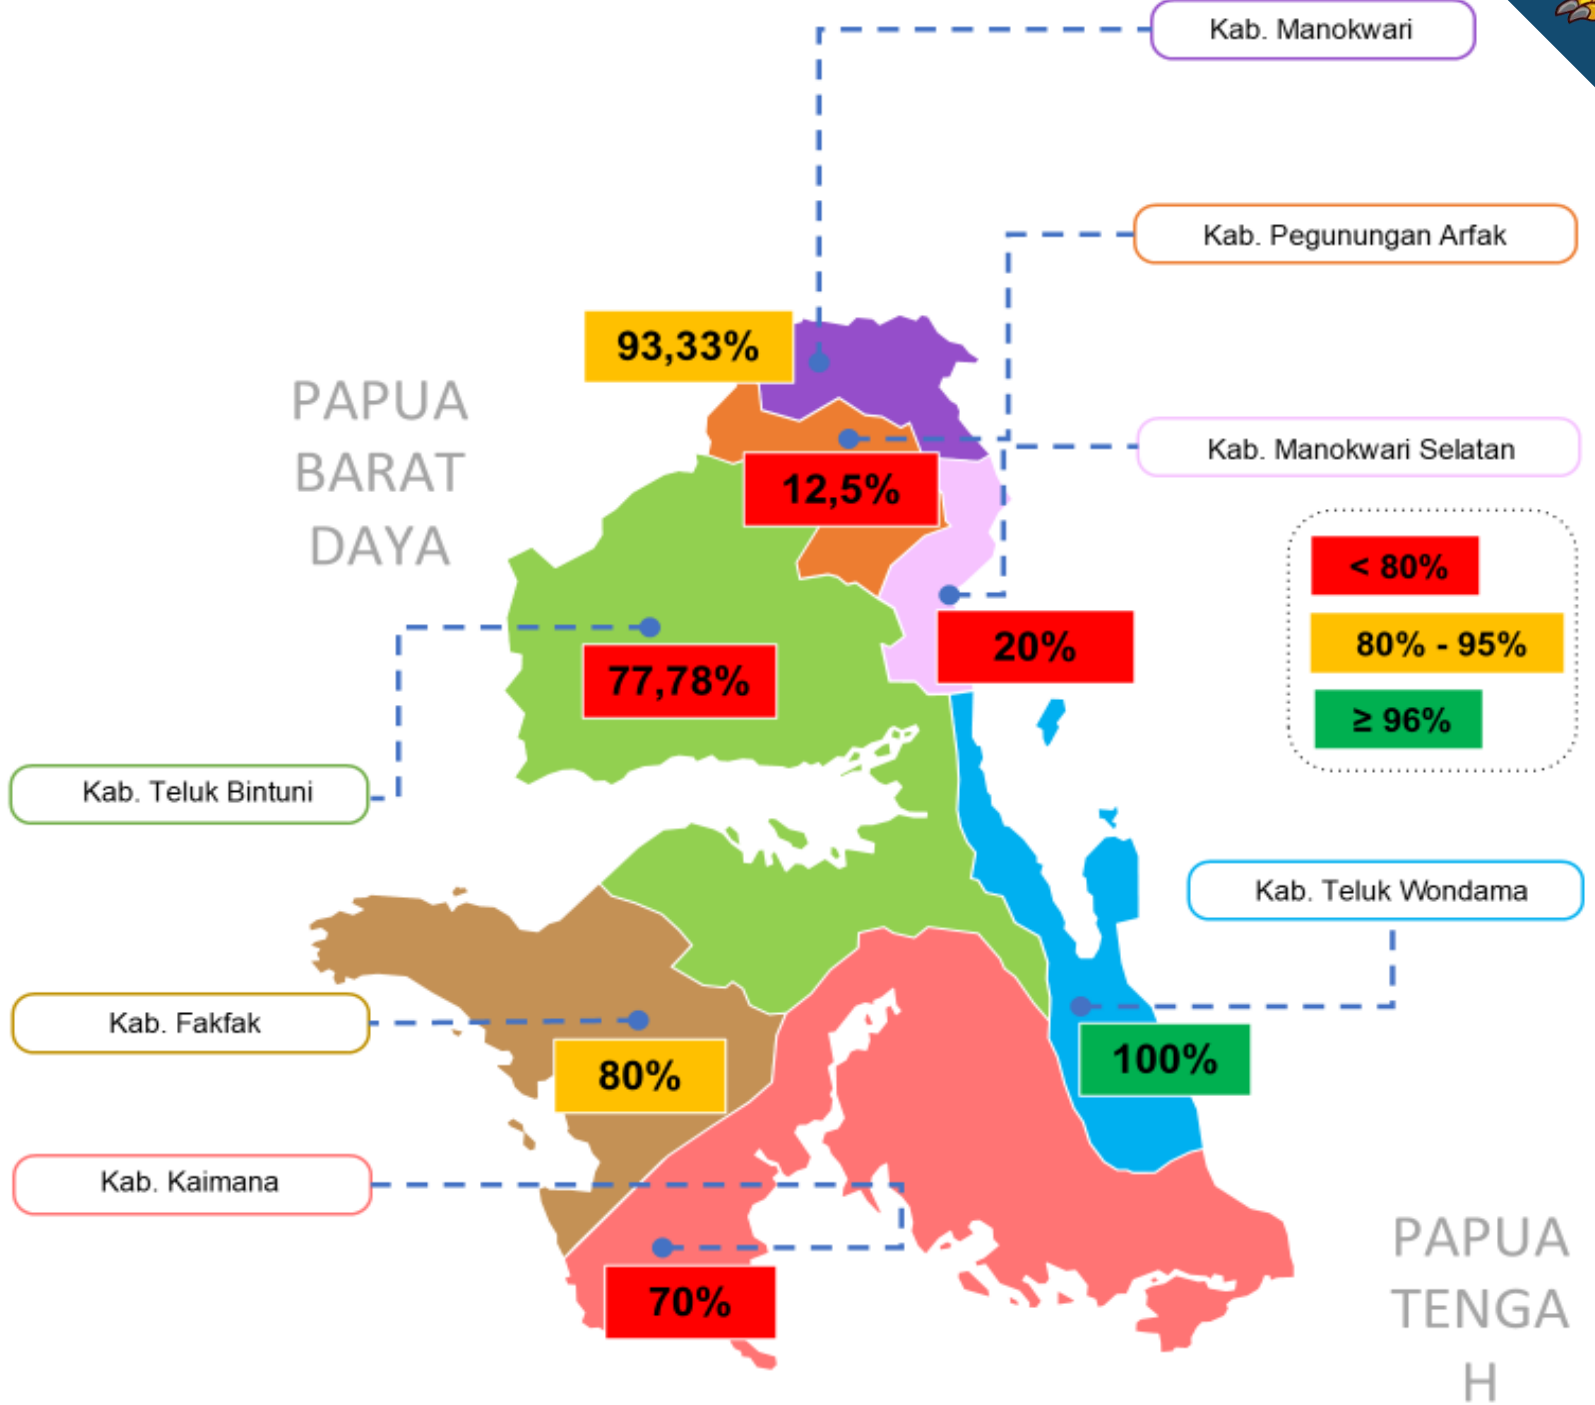 Kab. Manokwari
Kab. Pegunungan Arfak
93,33%
PAPUA
BARAT
DAYA
Kab. Manokwari Selatan
12,5%
< 80%
80% - 95%
≥ 96%
20%
77,78%
Kab. Teluk Bintuni
Kab. Teluk Wondama
Kab. Fakfak
80%
100%
Kab. Kaimana
70%
PAPUA
TENGA
H